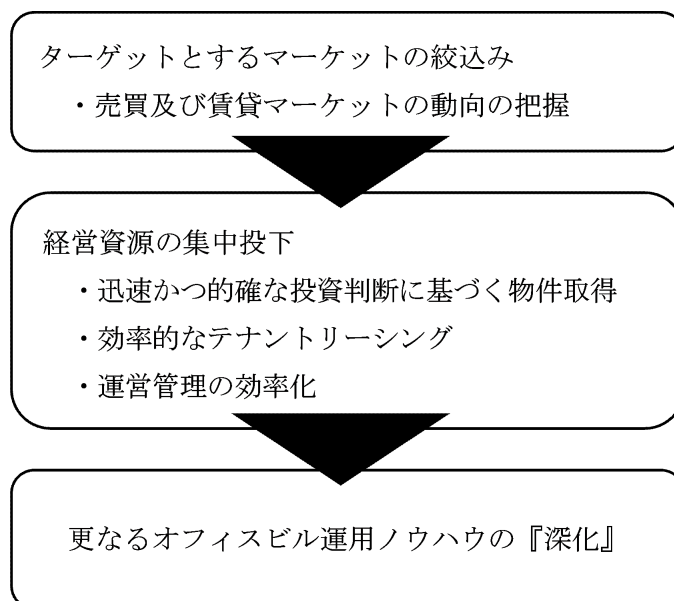 ターゲットとするマーケットの絞込み
・売買及び賃貸マーケットの動向の把握
経営資源の集中投下
・迅速かつ的確な投資判断に基づく物件取得
・効率的なテナントリーシング
・運営管理の効率化
更なるオフィスビル運用ノウハウの『深化』